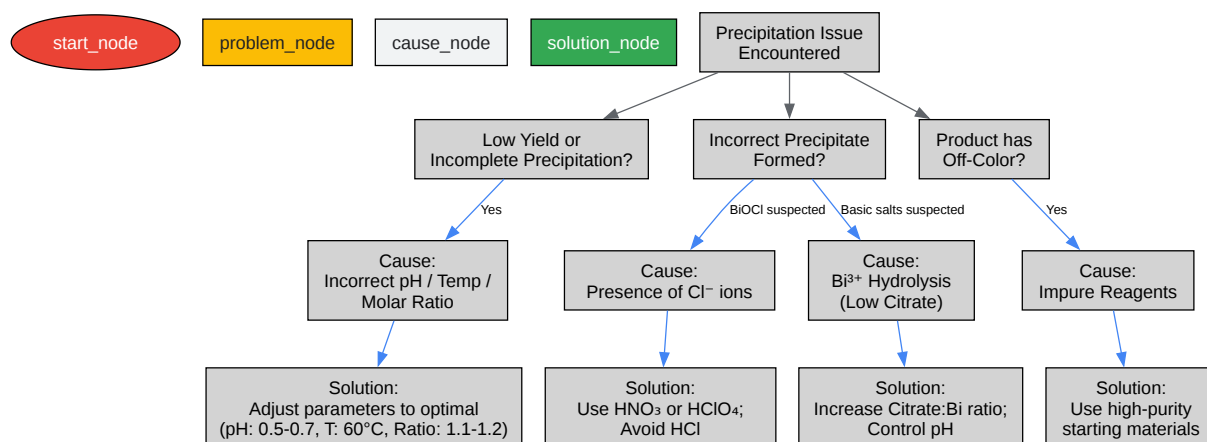 start_node
problem_node
cause_node
solution_node
Precipitation Issue
Encountered
Low Yield or
Incomplete Precipitation?
Incorrect Precipitate
Formed?
Product has
Off-Color?
Yes
BiOCl suspected
Basic salts suspected
Yes
Cause:
Incorrect pH / Temp /
Molar Ratio
Cause:
Presence of Cl⁻ ions
Cause:
Bi³⁺ Hydrolysis
(Low Citrate)
Cause:
Impure Reagents
Solution:
Adjust parameters to optimal
(pH: 0.5-0.7, T: 60°C, Ratio: 1.1-1.2)
Solution:
Use HNO₃ or HClO₄;
Avoid HCl
Solution:
Increase Citrate:Bi ratio;
Control pH
Solution:
Use high-purity
starting materials